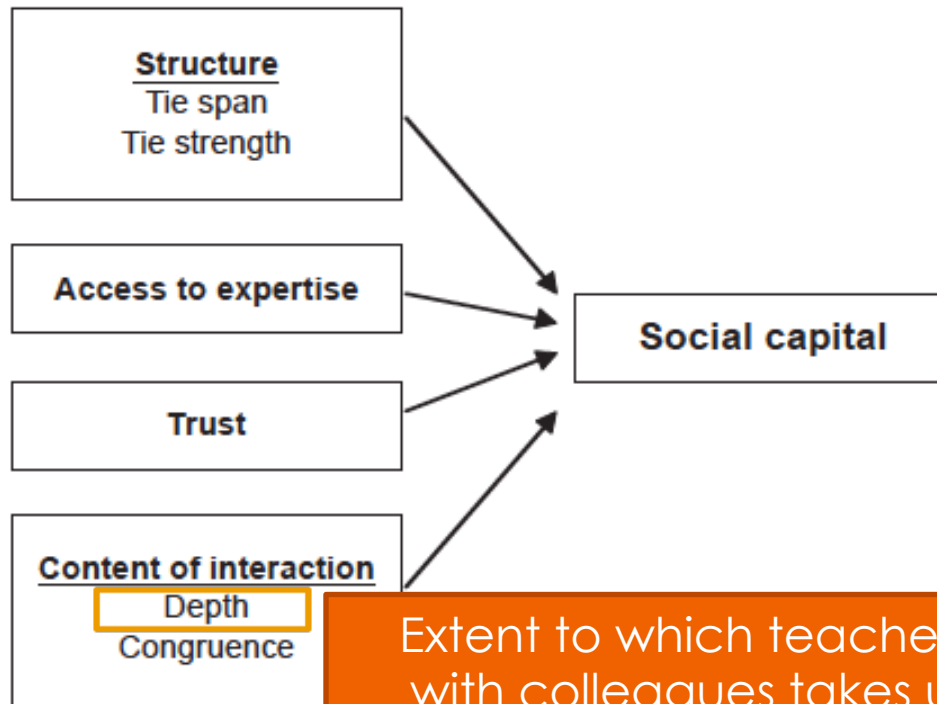 Structure
Tie span
Tie strength
Access to expertise
Trust
Social capital
Content of interaction
Depth
Congruence
Extent to which
with colleagues takes